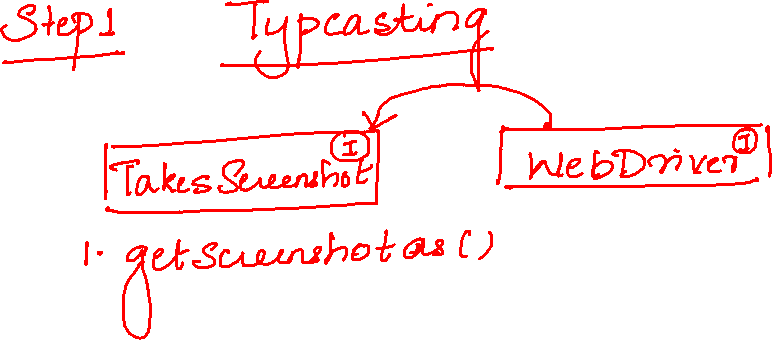 Step1 Typcasting
TakesScreenshot I
WebDriver I
1. getscreenshotas()